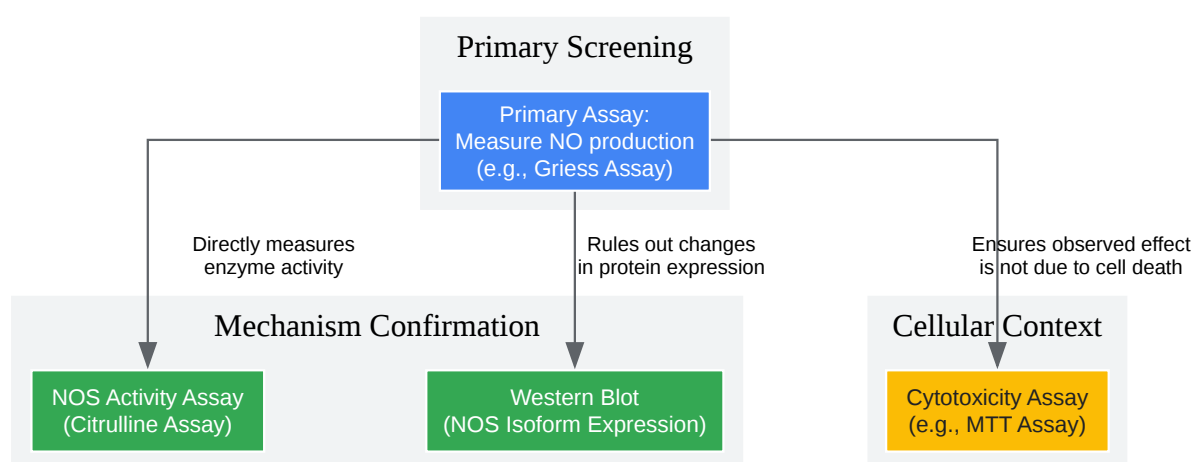 Primary Screening
Primary Assay:
Measure NO production
(e.g., Griess Assay)
Directly measures
enzyme activity
Rules out changes
in protein expression
Ensures observed effect
is not due to cell death
Mechanism Confirmation
Cellular Context
NOS Activity Assay
(Citrulline Assay)
Western Blot
(NOS Isoform Expression)
Cytotoxicity Assay
(e.g., MTT Assay)